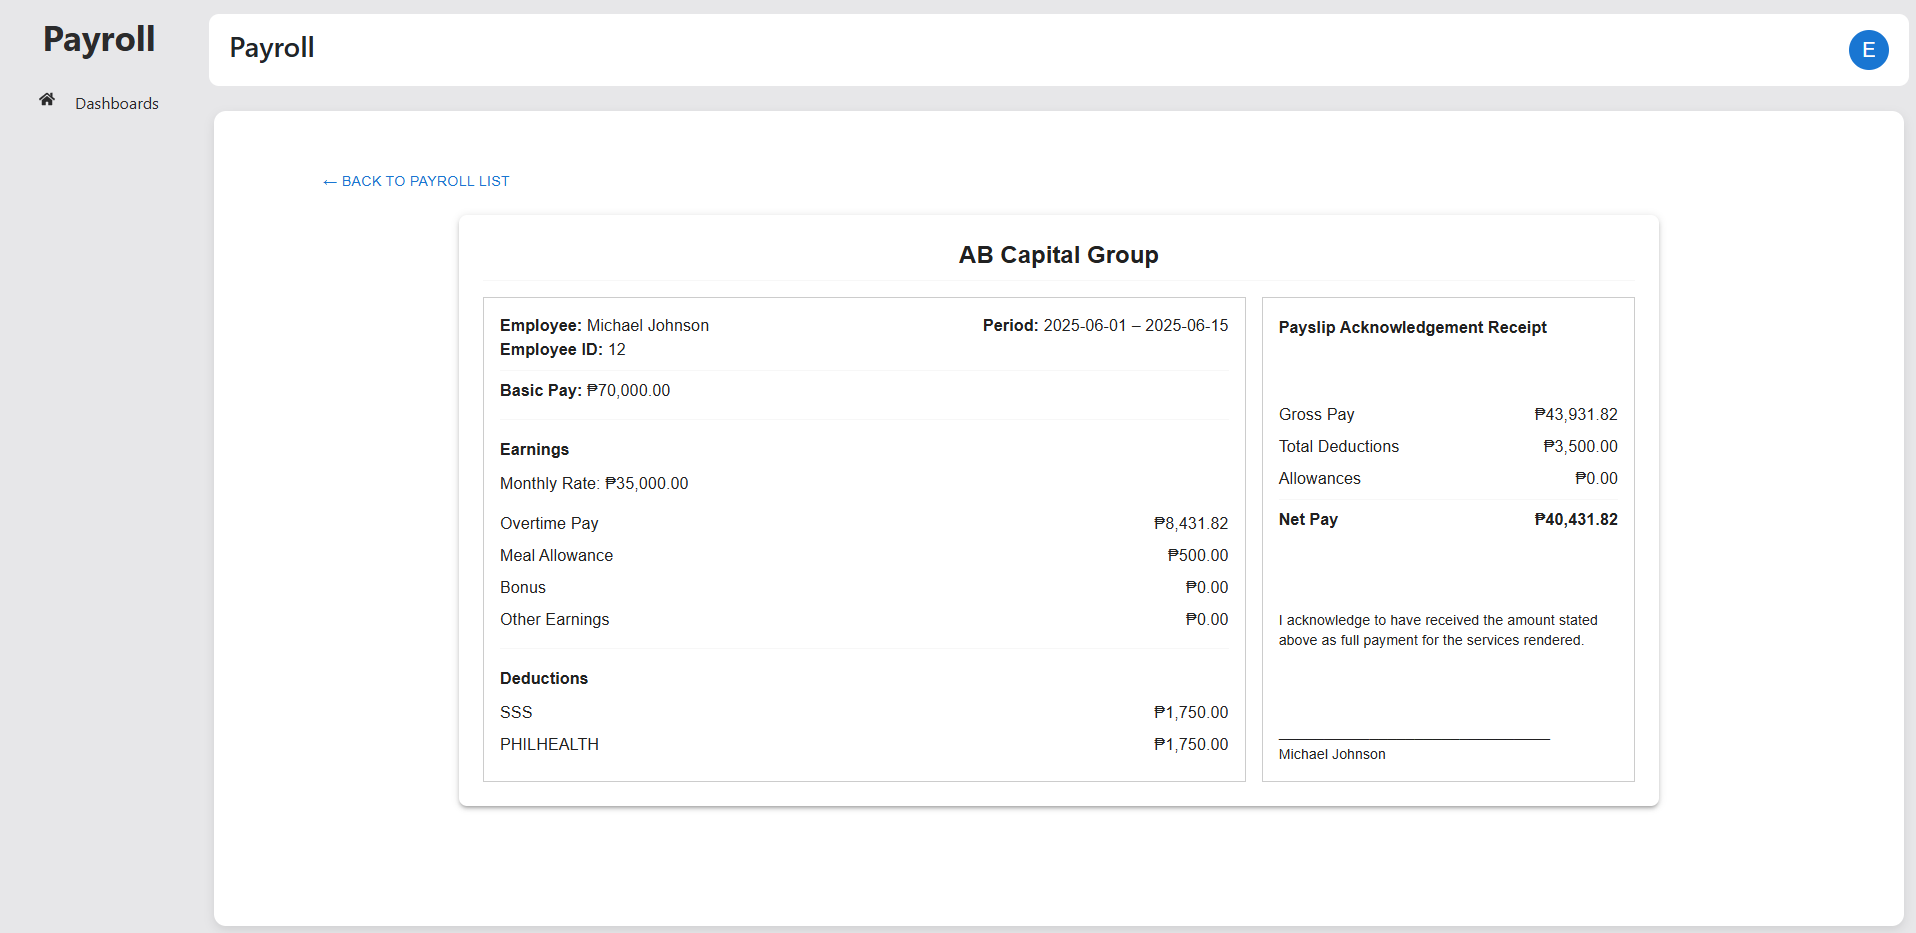 Payroll
Dashboards
Payroll
E
← BACK TO PAYROLL LIST
AB Capital Group
Employee: Michael Johnson
Period: 2025-06-01 – 2025-06-15
Employee ID: 12
Basic Pay: ₱70,000.00
Earnings
Monthly Rate: ₱35,000.00
Overtime Pay ₱8,431.82
Meal Allowance ₱500.00
Bonus ₱0.00
Other Earnings ₱0.00
Deductions
SSS ₱1,750.00
PHILHEALTH ₱1,750.00
Payslip Acknowledgement Receipt
Gross Pay ₱43,931.82
Total Deductions ₱3,500.00
Allowances ₱0.00
Net Pay ₱40,431.82
I acknowledge to have received the amount stated
above as full payment for the services rendered.
Michael Johnson